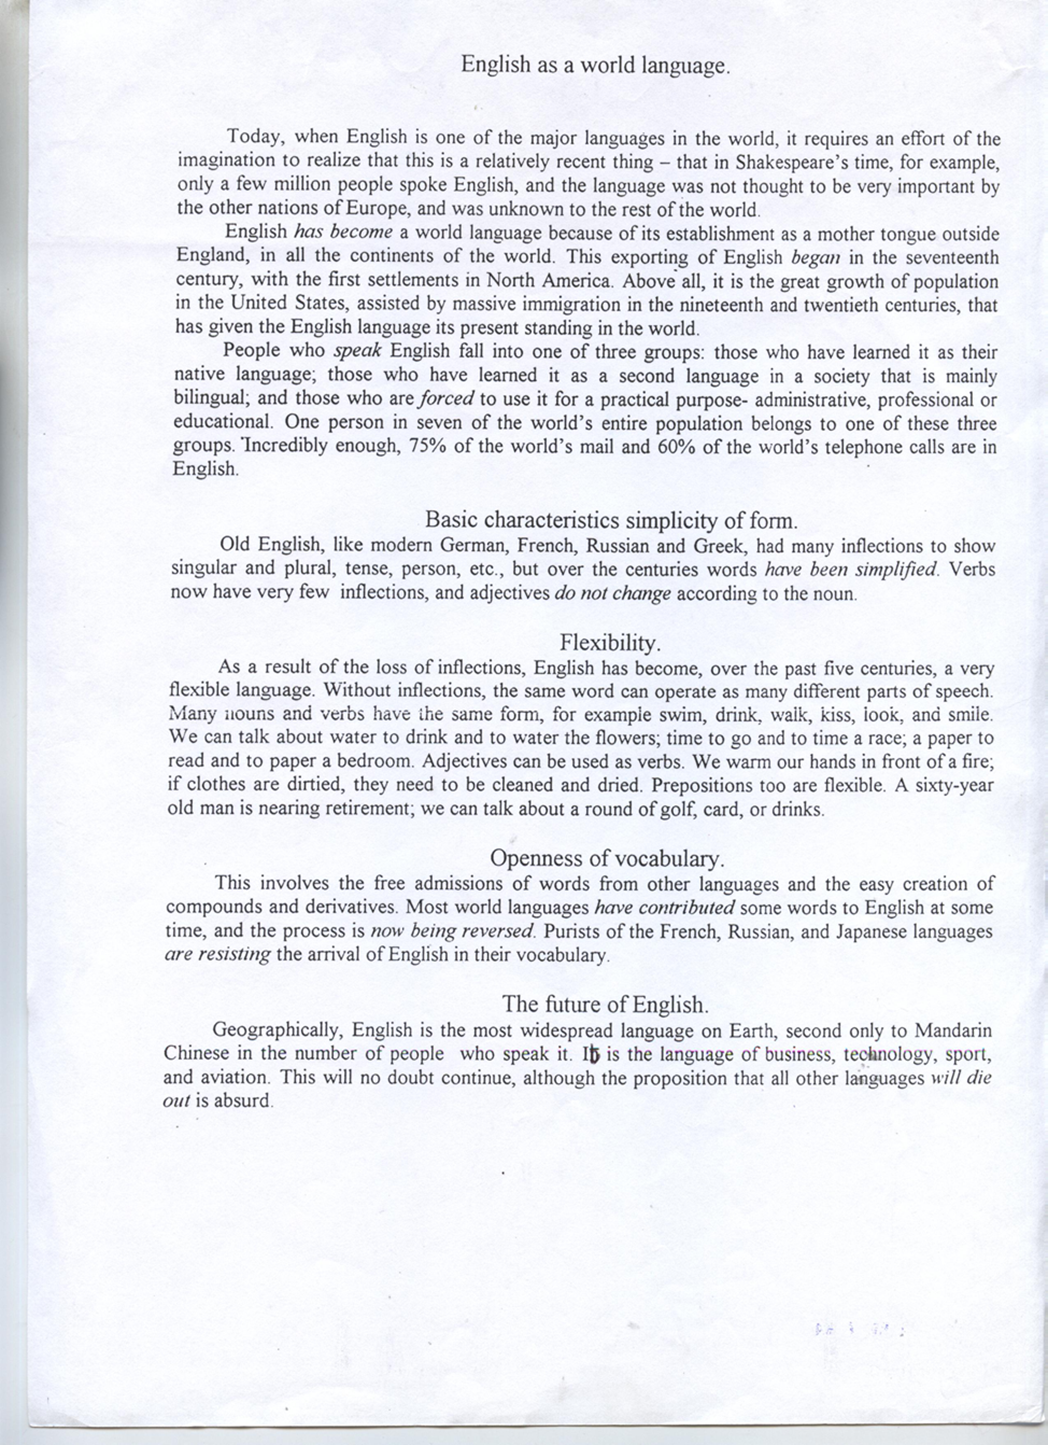 English as a world language.
Today, when English is one of the major languages in the world, it requires an effort of the
imagination to realize that this is a relatively recent thing – that in Shakespeare's time, for example,
only a few million people spoke English, and the language was not thought to be very important by
the other nations of Europe, and was unknown to the rest of the world.
English has become a world language because of its establishment as a mother tongue outside
England, in all the continents of the world. This exporting of English began in the seventeenth
century, with the first settlements in North America. Above all, it is the great growth of population
in the United States, assisted by massive immigration in the nineteenth and twentieth centuries, that
has given the English language its present standing in the world.
People who speak English fall into one of three groups: those who have learned it as their
native language; those who have learned it as a second language in a society that is mainly
bilingual; and those who are forced to use it for a practical purpose- administrative, professional or
educational. One person in seven of the world's entire population belongs to one of these three
groups. Incredibly enough, 75% of the world's mail and 60% of the world's telephone calls are in
English.
Basic characteristics simplicity of form.
Old English, like modern German, French, Russian and Greek, had many inflections to show
singular and plural, tense, person, etc., but over the centuries words have been simplified. Verbs
now have very few inflections, and adjectives do not change according to the noun.
Flexibility.
As a result of the loss of inflections, English has become, over the past five centuries, a very
flexible language. Without inflections, the same word can operate as many different parts of speech.
Many nouns and verbs have the same form, for example swim, drink, walk, kiss, look, and smile.
We can talk about water to drink and to water the flowers; time to go and to time a race; a paper to
read and to paper a bedroom. Adjectives can be used as verbs. We warm our hands in front of a fire;
if clothes are dirtied, they need to be cleaned and dried. Prepositions too are flexible. A sixty-year
old man is nearing retirement; we can talk about a round of golf, card, or drinks.
Openness of vocabulary.
This involves the free admissions of words from other languages and the easy creation of
compounds and derivatives. Most world languages have contributed some words to English at some
time, and the process is now being reversed. Purists of the French, Russian, and Japanese languages
are resisting the arrival of English in their vocabulary.
The future of English.
Geographically, English is the most widespread language on Earth, second only to Mandarin
Chinese in the number of people who speak it. It is the language of business, technology, sport,
and aviation. This will no doubt continue, although the proposition that all other languages will die
out is absurd.